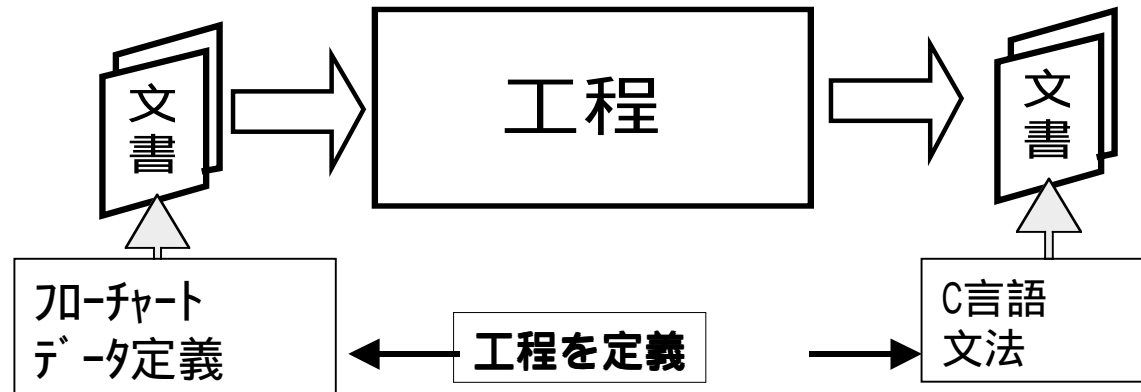 文書
工程
文書
ﾌﾛｰﾁｬｰﾄ
ﾃﾞｰﾀ定義
工程を定義
C言語
文法